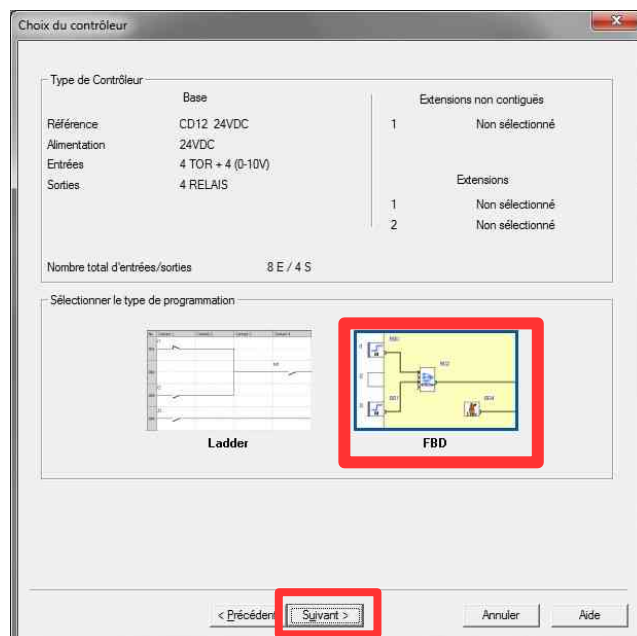 Choix du contrôleur
Type de Contrôleur
Base
Extensions non contiguës
Référence CD12 24VDC 1 Non sélectionné
Alimentation 24VDC
Entrées 4 TOR + 4 (0-10V)
Sorties 4 RELAIS
Extensions
1 Non sélectionné
2 Non sélectionné
Nombre total d'entrées/sorties 8 E / 4 S
Sélectionner le type de programmation
Ladder FBD
< Précéden Suivant > Annuler Aide